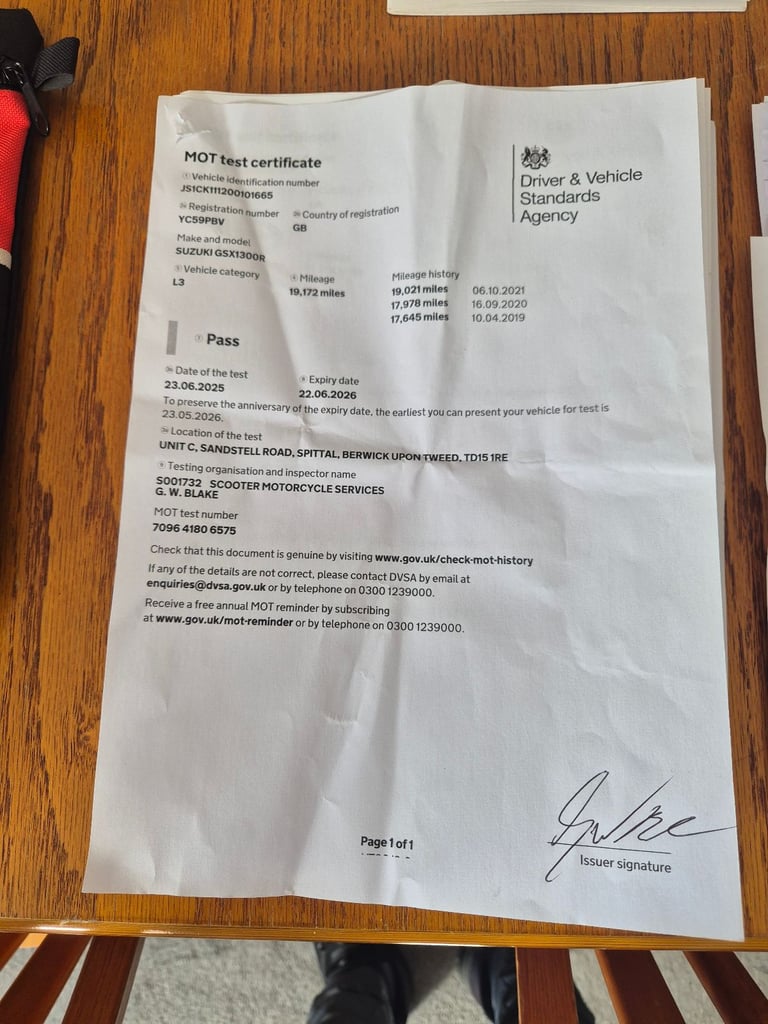 MOT test certificate
Driver & Vehicle
Standards
Agency
① Vehicle identification number
JS1CK111200101665
Registration number
Country of registration
YC59PBV
GB
Make and model
SUZUKI GSX1300R
Vehicle category
Mileage
Mileage history
L3
19,172 miles
19,021 miles 06.10.2021
17,978 miles 16.09.2020
17,645 miles 10.04.2019
Pass
Date of the test
Expiry date
23.06.2025
22.06.2026
To preserve the anniversary of the expiry date, the earliest you can present your vehicle for test is
23.05.2026.
Location of the test
UNIT C, SANDSTELL ROAD, SPITTAL, BERWICK UPON TWEED, TD15 1RE
Testing organisation and inspector name
S001732 SCOOTER MOTORCYCLE SERVICES
G. W. BLAKE
MOT test number
7096 4180 6575
Check that this document is genuine by visiting www.gov.uk/check-mot-history
If any of the details are not correct, please contact DVSA by email at
enquiries@dvsa.gov.uk or by telephone on 0300 1239000.
Receive a free annual MOT reminder by subscribing
at www.gov.uk/mot-reminder or by telephone on 0300 1239000.
Page 1 of 1
Issuer signature